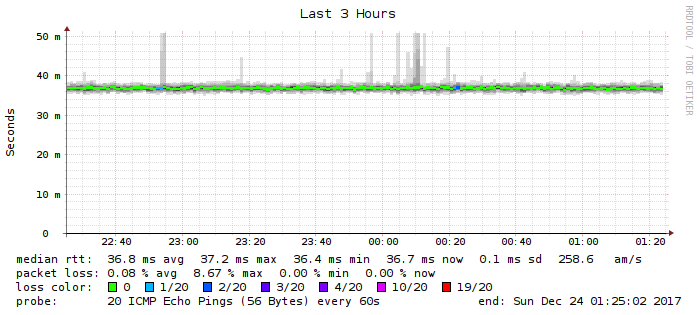 Last 3 Hours
RRDTOOL / TOBI OETIKER
Seconds
50 m
40 m
30 m
20 m
10 m
0
22:40 23:00 23:20 23:40 00:00 00:20 00:40 01:00 01:20
median rtt: 36.8 ms avg 37.2 ms max 36.4 ms min 36.7 ms now 0.1 ms sd 258.6 am/s
packet loss: 0.08 % avg 8.67 % max 0.00 % min 0.00 % now
loss color: 0 1/20 2/20 3/20 4/20 10/20 19/20
probe: 20 ICMP Echo Pings (56 Bytes) every 60s end: Sun Dec 24 01:25:02 2017